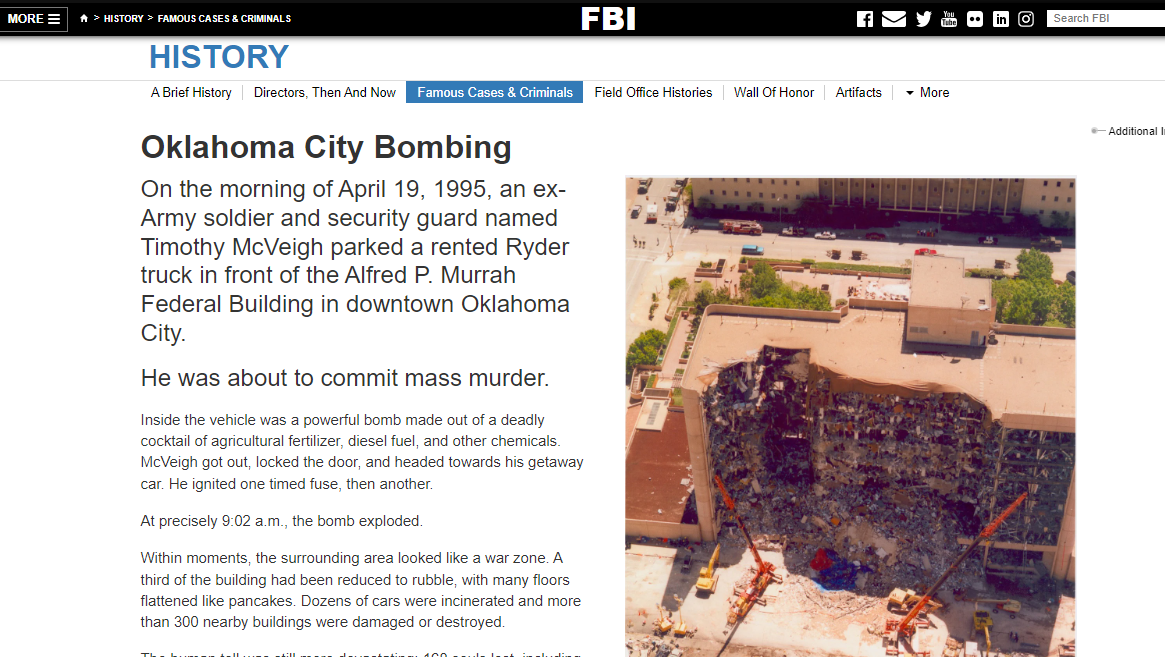 MORE
> HISTORY > FAMOUS CASES & CRIMINALS
FBI
You
Tube
in
Search FBI
HISTORY
A Brief History
Directors, Then And Now
Famous Cases & Criminals
Field Office Histories
Wall Of Honor
Artifacts
More
Additional
Oklahoma City Bombing
On the morning of April 19, 1995, an ex-
Army soldier and security guard named
Timothy McVeigh parked a rented Ryder
truck in front of the Alfred P. Murrah
Federal Building in downtown Oklahoma
City.
He was about to commit mass murder.
Inside the vehicle was a powerful bomb made out of a deadly
cocktail of agricultural fertilizer, diesel fuel, and other chemicals.
McVeigh got out, locked the door, and headed towards his getaway
car. He ignited one timed fuse, then another.
At precisely 9:02 a.m., the bomb exploded.
Within moments, the surrounding area looked like a war zone. A
third of the building had been reduced to rubble, with many floors
flattened like pancakes. Dozens of cars were incinerated and more
than 300 nearby buildings were damaged or destroyed.